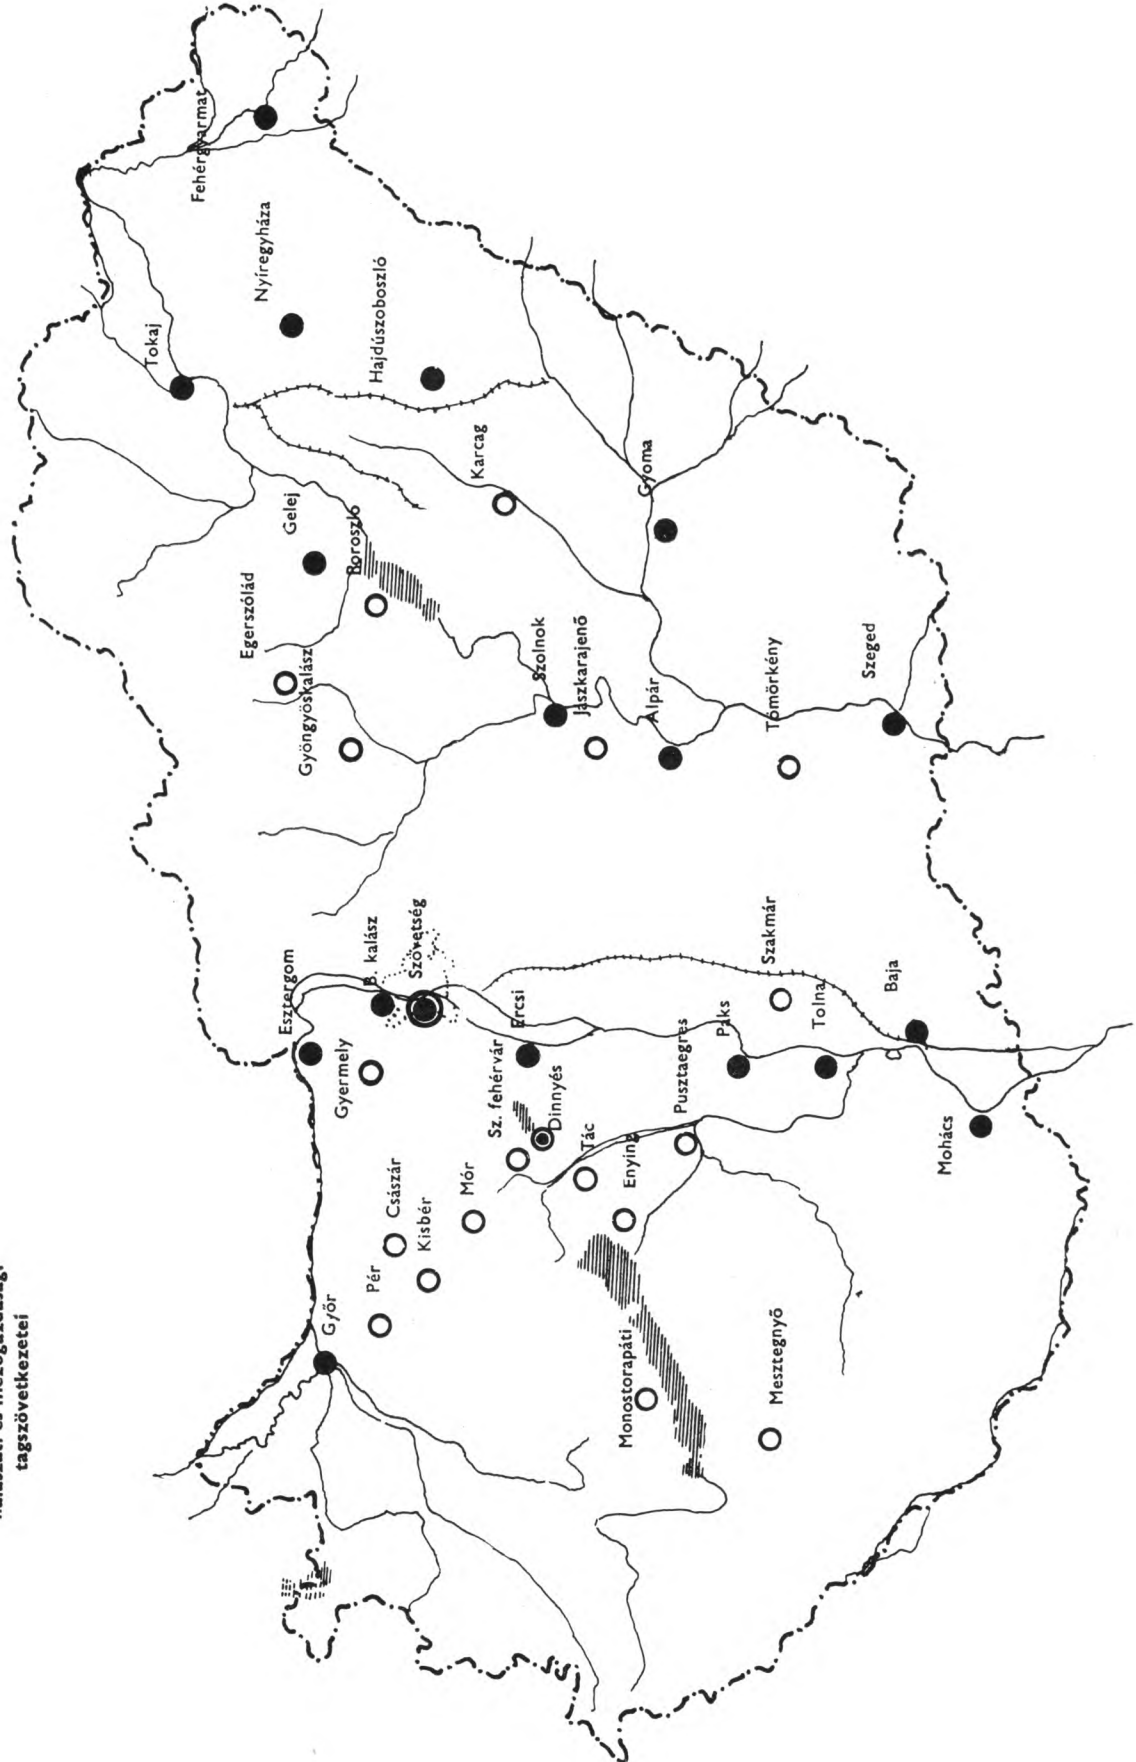 tagszövetkezetei
Fehérgyarmat
Nyíregyháza
Tokaj
Hajdúszoboszló
Karcag
Gelej
Gyoma
Poroszló
Egerszólád
Gyöngyöskalász
Szolnok
Jászkarajenő
Alpár
Tömörkény
Szeged
Esztergom
B. kalász
Szövetség
Szakmár
Baja
Gyermely
Ercsi
Sz. fehérvár
Dinnyés
Paks
Tolna
Pusztaegres
Tác
Enying
Mohács
Császár
Kisbér
Mór
Pér
Győr
Monostorapáti
Mesztegnyő